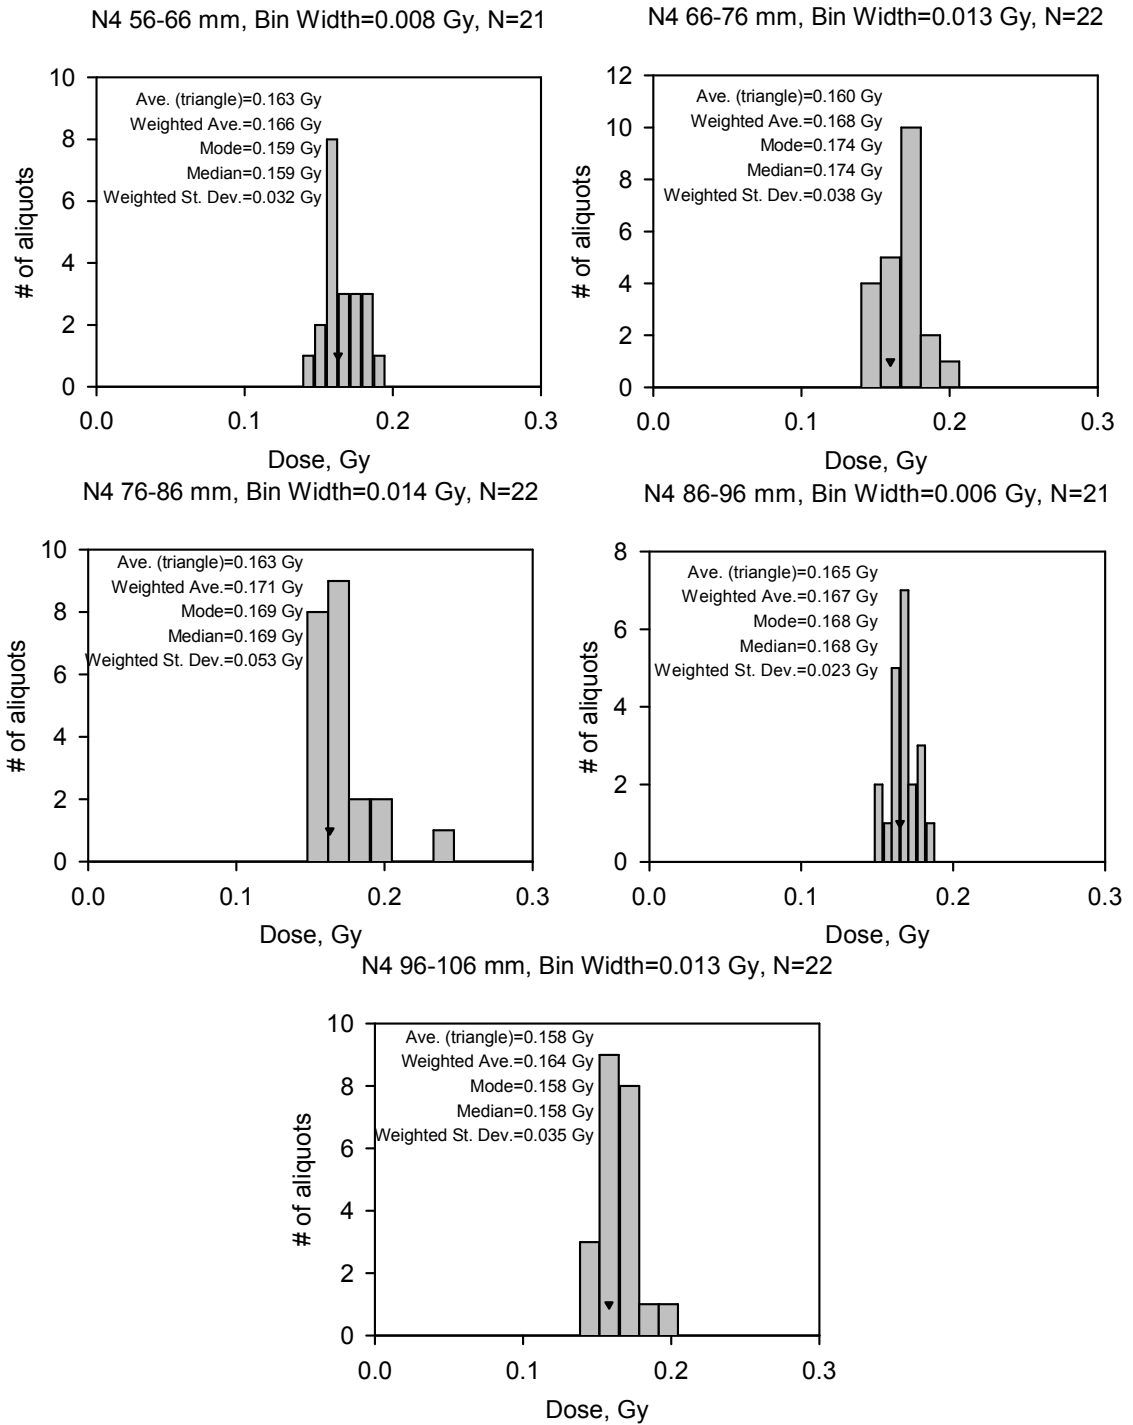 N4 56-66 mm, Bin Width=0.008 Gy, N=21
10
8
6
4
2
0
# of aliquots
Ave. (triangle)=0.163 Gy
Weighted Ave.=0.166 Gy
Mode=0.159 Gy
Median=0.159 Gy
Weighted St. Dev.=0.032 Gy
0.0 0.1 0.2 0.3
Dose, Gy
N4 66-76 mm, Bin Width=0.013 Gy, N=22
12
10
8
6
4
2
0
# of aliquots
Ave. (triangle)=0.160 Gy
Weighted Ave.=0.168 Gy
Mode=0.174 Gy
Median=0.174 Gy
Weighted St. Dev.=0.038 Gy
0.0 0.1 0.2 0.3
Dose, Gy
N4 76-86 mm, Bin Width=0.014 Gy, N=22
10
8
6
4
2
0
# of aliquots
Ave. (triangle)=0.163 Gy
Weighted Ave.=0.171 Gy
Mode=0.169 Gy
Median=0.169 Gy
Weighted St. Dev.=0.053 Gy
0.0 0.1 0.2 0.3
Dose, Gy
N4 86-96 mm, Bin Width=0.006 Gy, N=21
8
6
4
2
0
# of aliquots
Ave. (triangle)=0.165 Gy
Weighted Ave.=0.167 Gy
Mode=0.168 Gy
Median=0.168 Gy
Weighted St. Dev.=0.023 Gy
0.0 0.1 0.2 0.3
Dose, Gy
N4 96-106 mm, Bin Width=0.013 Gy, N=22
10
8
6
4
2
0
# of aliquots
Ave. (triangle)=0.158 Gy
Weighted Ave.=0.164 Gy
Mode=0.158 Gy
Median=0.158 Gy
Weighted St. Dev.=0.035 Gy
0.0 0.1 0.2 0.3
Dose, Gy